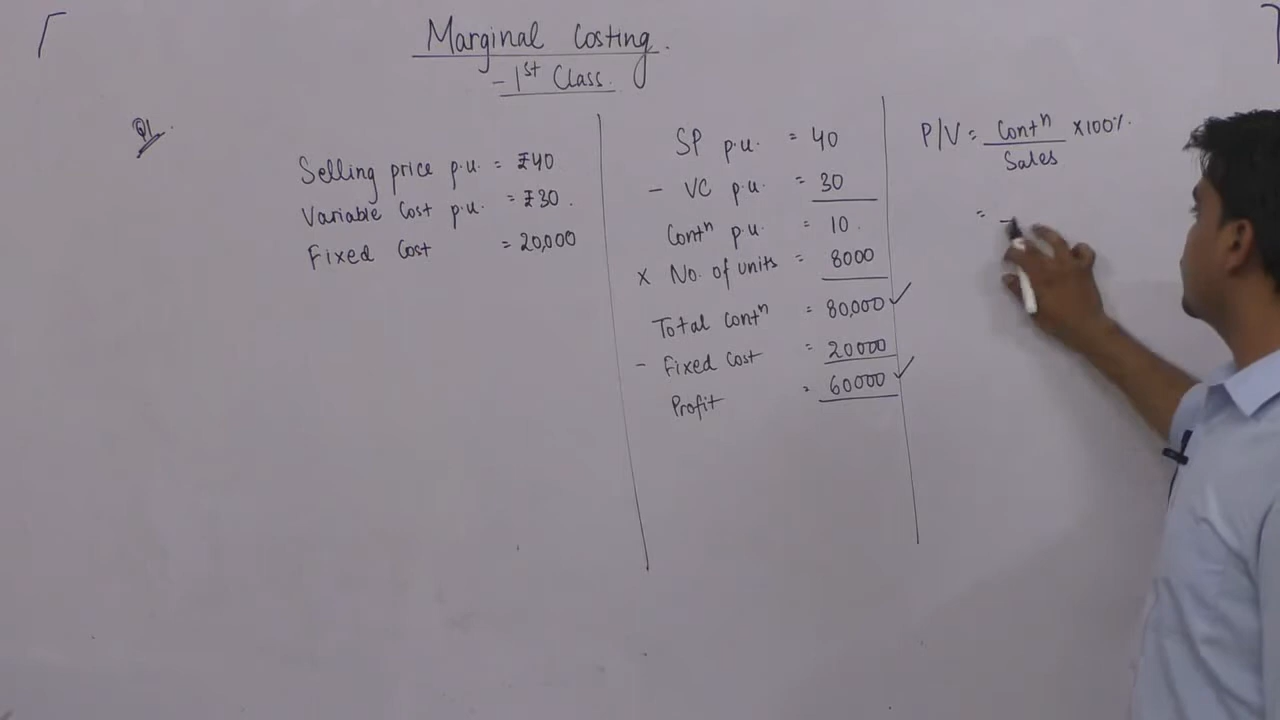 Marginal Costing.
- 1st Class.
Q1.
Selling price p.u. = ₹40
Variable Cost p.u. = ₹30.
Fixed Cost = 20,000
SP p.u. = 40
- VC p.u. = 30
Contⁿ p.u. = 10.
x No. of units = 8000
Total contⁿ = 80,000 ✓
- Fixed cost = 20000
Profit = 60000 ✓
P/V = Contⁿ / Sales x100%.
=